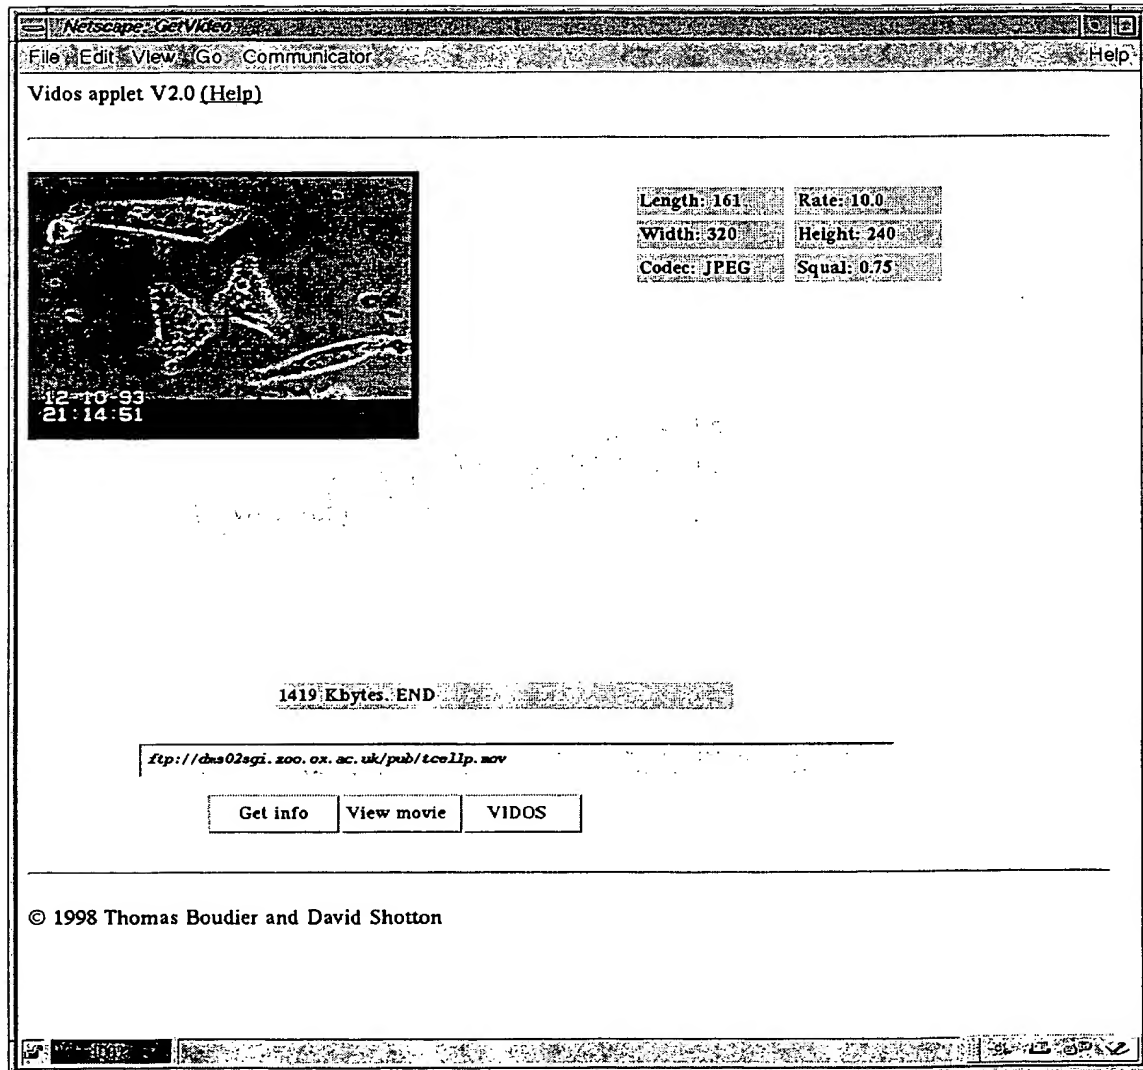 Netscape: GetVideo
File Edit View Go Communicator Help
Vidos applet V2.0 (Help)
Length: 161 Rate: 10.0
Width: 320 Height: 240
Codec: JPEG Squal: 0.75
12-10-93
21:14:51
1419 Kbytes. END
ftp://dms02sgi.zoo.ox.ac.uk/pub/tcellp.mov
Get info View movie VIDOS
© 1998 Thomas Boudier and David Shotton